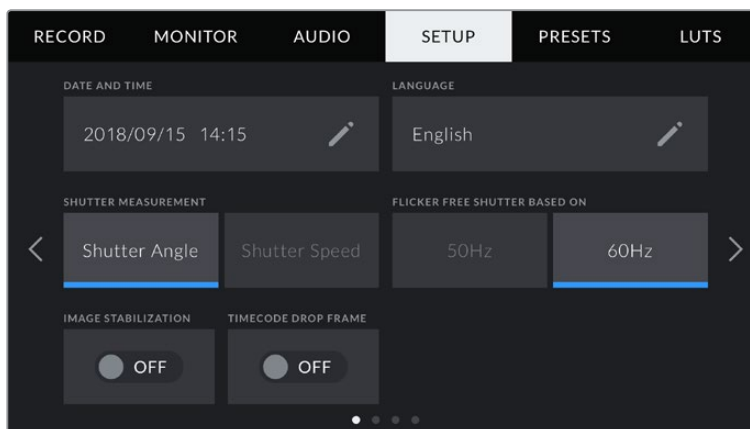 RECORD MONITOR AUDIO SETUP PRESETS LUTS
DATE AND TIME LANGUAGE
2018/09/15 14:15 English
SHUTTER MEASUREMENT FLICKER FREE SHUTTER BASED ON
Shutter Angle Shutter Speed 50Hz 60Hz
IMAGE STABILIZATION TIMECODE DROP FRAME
OFF OFF